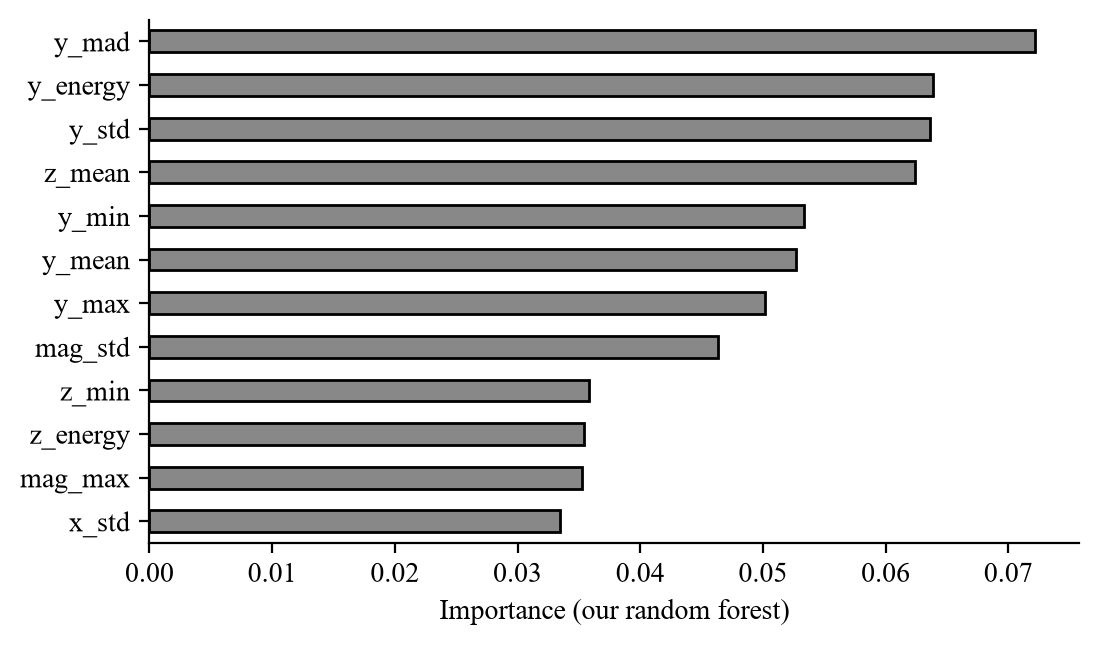 y_mad
y_energy
y_std
z_mean
y_min
y_mean
y_max
mag_std
z_min
z_energy
mag_max
x_std
0.00 0.01 0.02 0.03 0.04 0.05 0.06 0.07
Importance (our random forest)